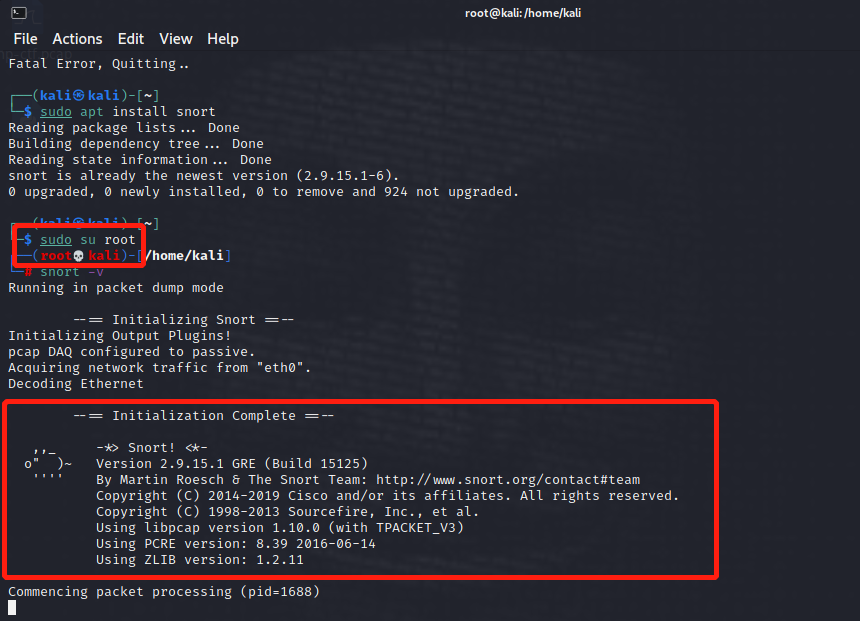 root@kali:/home/kali
File Actions Edit View Help
Fatal Error, Quitting..
┌──(kali㉿kali)-[~]
└─$ sudo apt install snort
Reading package lists... Done
Building dependency tree... Done
Reading state information... Done
snort is already the newest version (2.9.15.1-6).
0 upgraded, 0 newly installed, 0 to remove and 924 not upgraded.
┌──(kali㉿kali)-[~]
└─$ sudo su root
┌──(root💀kali)-[/home/kali]
└─# snort -v
Running in packet dump mode
--== Initializing Snort ==--
Initializing Output Plugins!
pcap DAQ configured to passive.
Acquiring network traffic from "eth0".
Decoding Ethernet
--== Initialization Complete ==--
,,_ -*> Snort! <*-
o" )~ Version 2.9.15.1 GRE (Build 15125)
'''' By Martin Roesch & The Snort Team: http://www.snort.org/contact#team
Copyright (C) 2014-2019 Cisco and/or its affiliates. All rights reserved.
Copyright (C) 1998-2013 Sourcefire, Inc., et al.
Using libpcap version 1.10.0 (with TPACKET_V3)
Using PCRE version: 8.39 2016-06-14
Using ZLIB version: 1.2.11
Commencing packet processing (pid=1688)